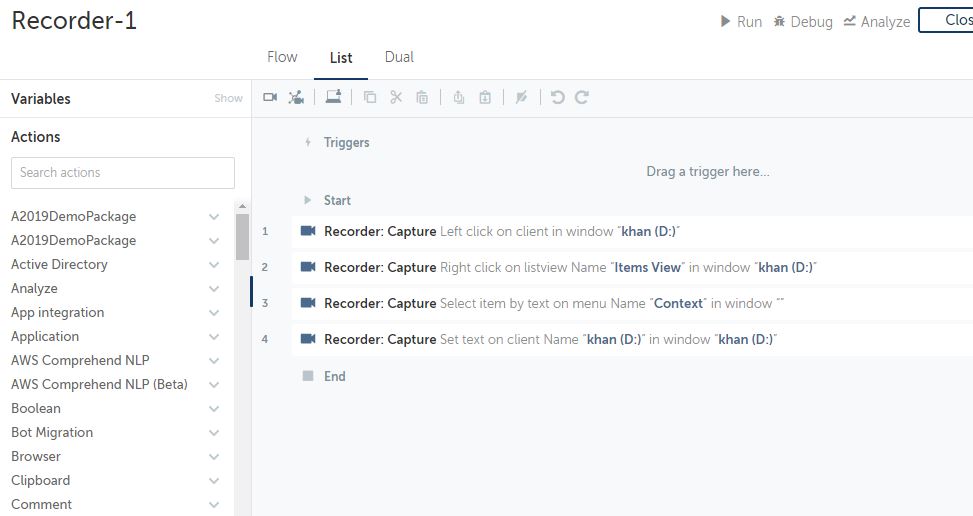 Recorder-1
Run Debug Analyze Clos
Flow List Dual
Variables Show
Actions
Search actions
A2019DemoPackage
A2019DemoPackage
Active Directory
Analyze
App integration
Application
AWS Comprehend NLP
AWS Comprehend NLP (Beta)
Boolean
Bot Migration
Browser
Clipboard
Comment
Triggers
Drag a trigger here...
Start
1 Recorder: Capture Left click on client in window “khan (D:)”
2 Recorder: Capture Right click on listview Name “Items View” in window “khan (D:)”
3 Recorder: Capture Select item by text on menu Name “Context” in window “”
4 Recorder: Capture Set text on client Name “khan (D:)” in window “khan (D:)”
End